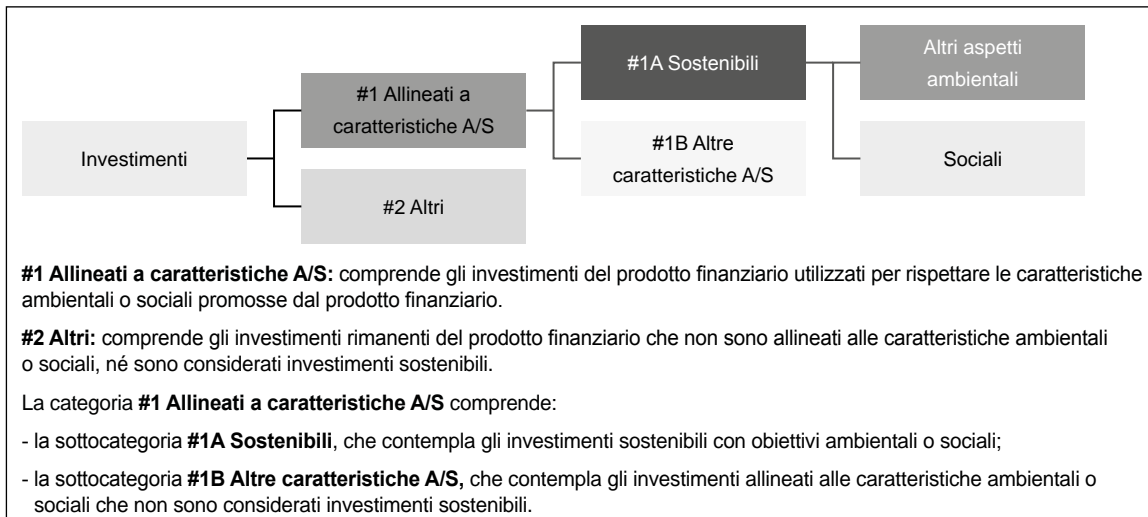 Investimenti
#1 Allineati a
caratteristiche A/S
#2 Altri
#1A Sostenibili
#1B Altre
caratteristiche A/S
Altri aspetti
ambientali
Sociali
#1 Allineati a caratteristiche A/S: comprende gli investimenti del prodotto finanziario utilizzati per rispettare le caratteristiche
ambientali o sociali promosse dal prodotto finanziario.
#2 Altri: comprende gli investimenti rimanenti del prodotto finanziario che non sono allineati alle caratteristiche ambientali
o sociali, né sono considerati investimenti sostenibili.
La categoria #1 Allineati a caratteristiche A/S comprende:
- la sottocategoria #1A Sostenibili, che contempla gli investimenti sostenibili con obiettivi ambientali o sociali;
- la sottocategoria #1B Altre caratteristiche A/S, che contempla gli investimenti allineati alle caratteristiche ambientali o
sociali che non sono considerati investimenti sostenibili.